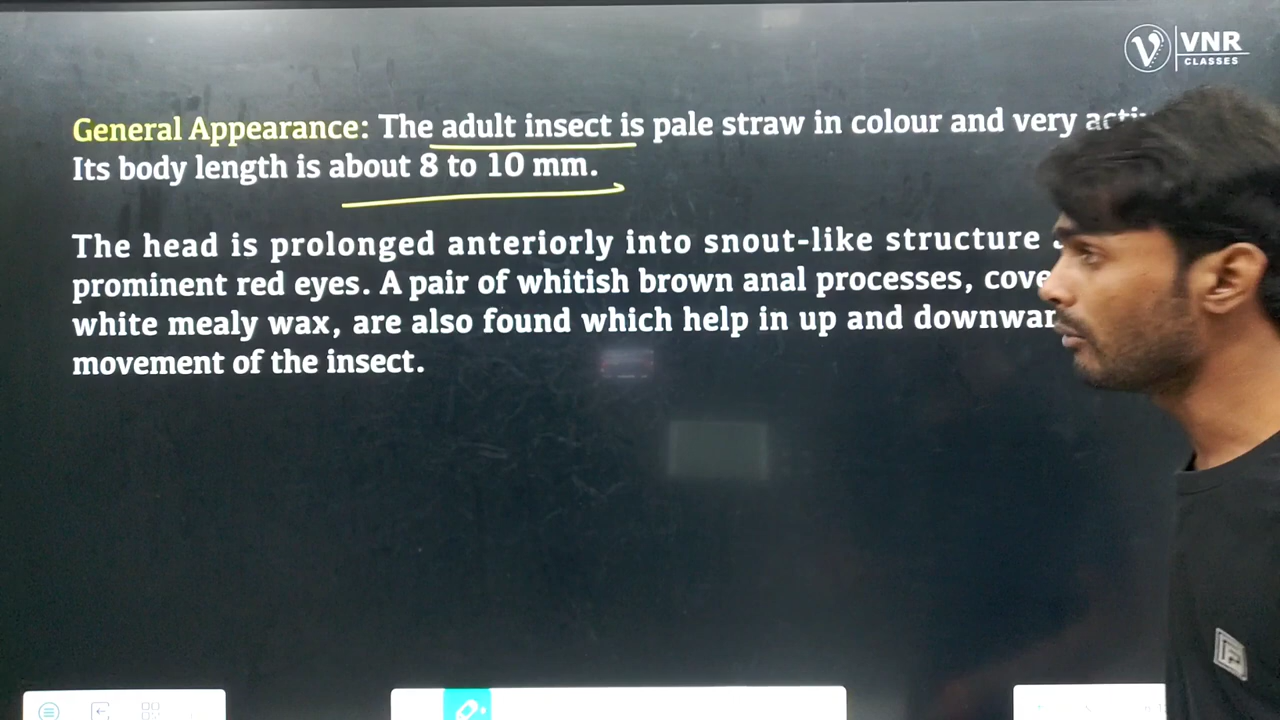 VNR
CLASSES
General Appearance: The adult insect is pale straw in colour and very
Its body length is about 8 to 10 mm.
The head is prolonged anteriorly into snout-like structure
prominent red eyes. A pair of whitish brown anal processes,
white mealy wax, are also found which help in up and
movement of the insect.